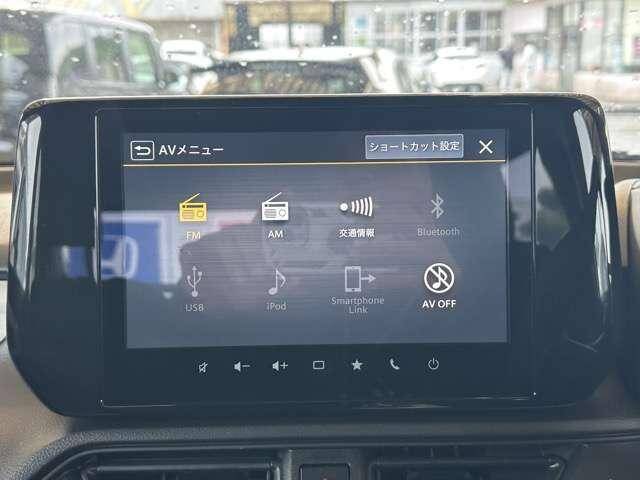 AVメニュー
ショートカット設定
FM
AM
交通情報
Bluetooth
USB
iPod
Smartphone
Link
AV OFF